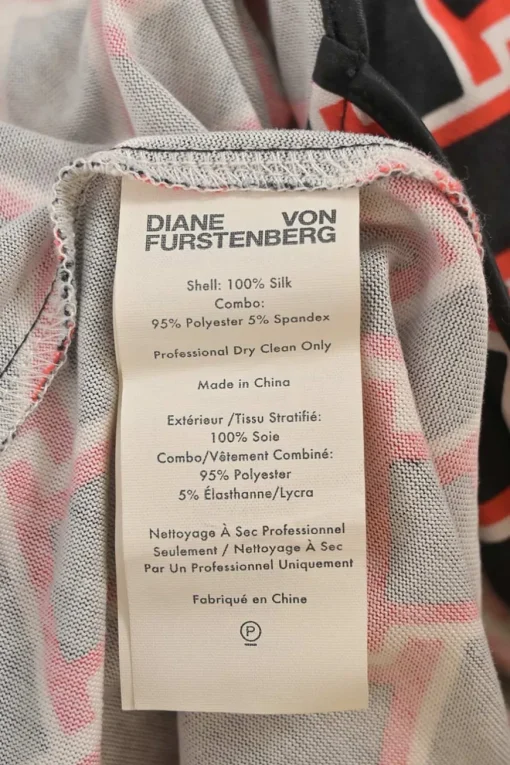 DIANE VON
FURSTENBERG
Shell: 100% Silk
Combo:
95% Polyester 5% Spandex
Professional Dry Clean Only
Made in China
Extérieur /Tissu Stratifié:
100% Soie
Combo/Vêtement Combiné:
95% Polyester
5% Élasthanne/Lycra
Nettoyage À Sec Professionnel
Seulement / Nettoyage À Sec
Par Un Professionel Uniquement
Fabriqué en Chine
P